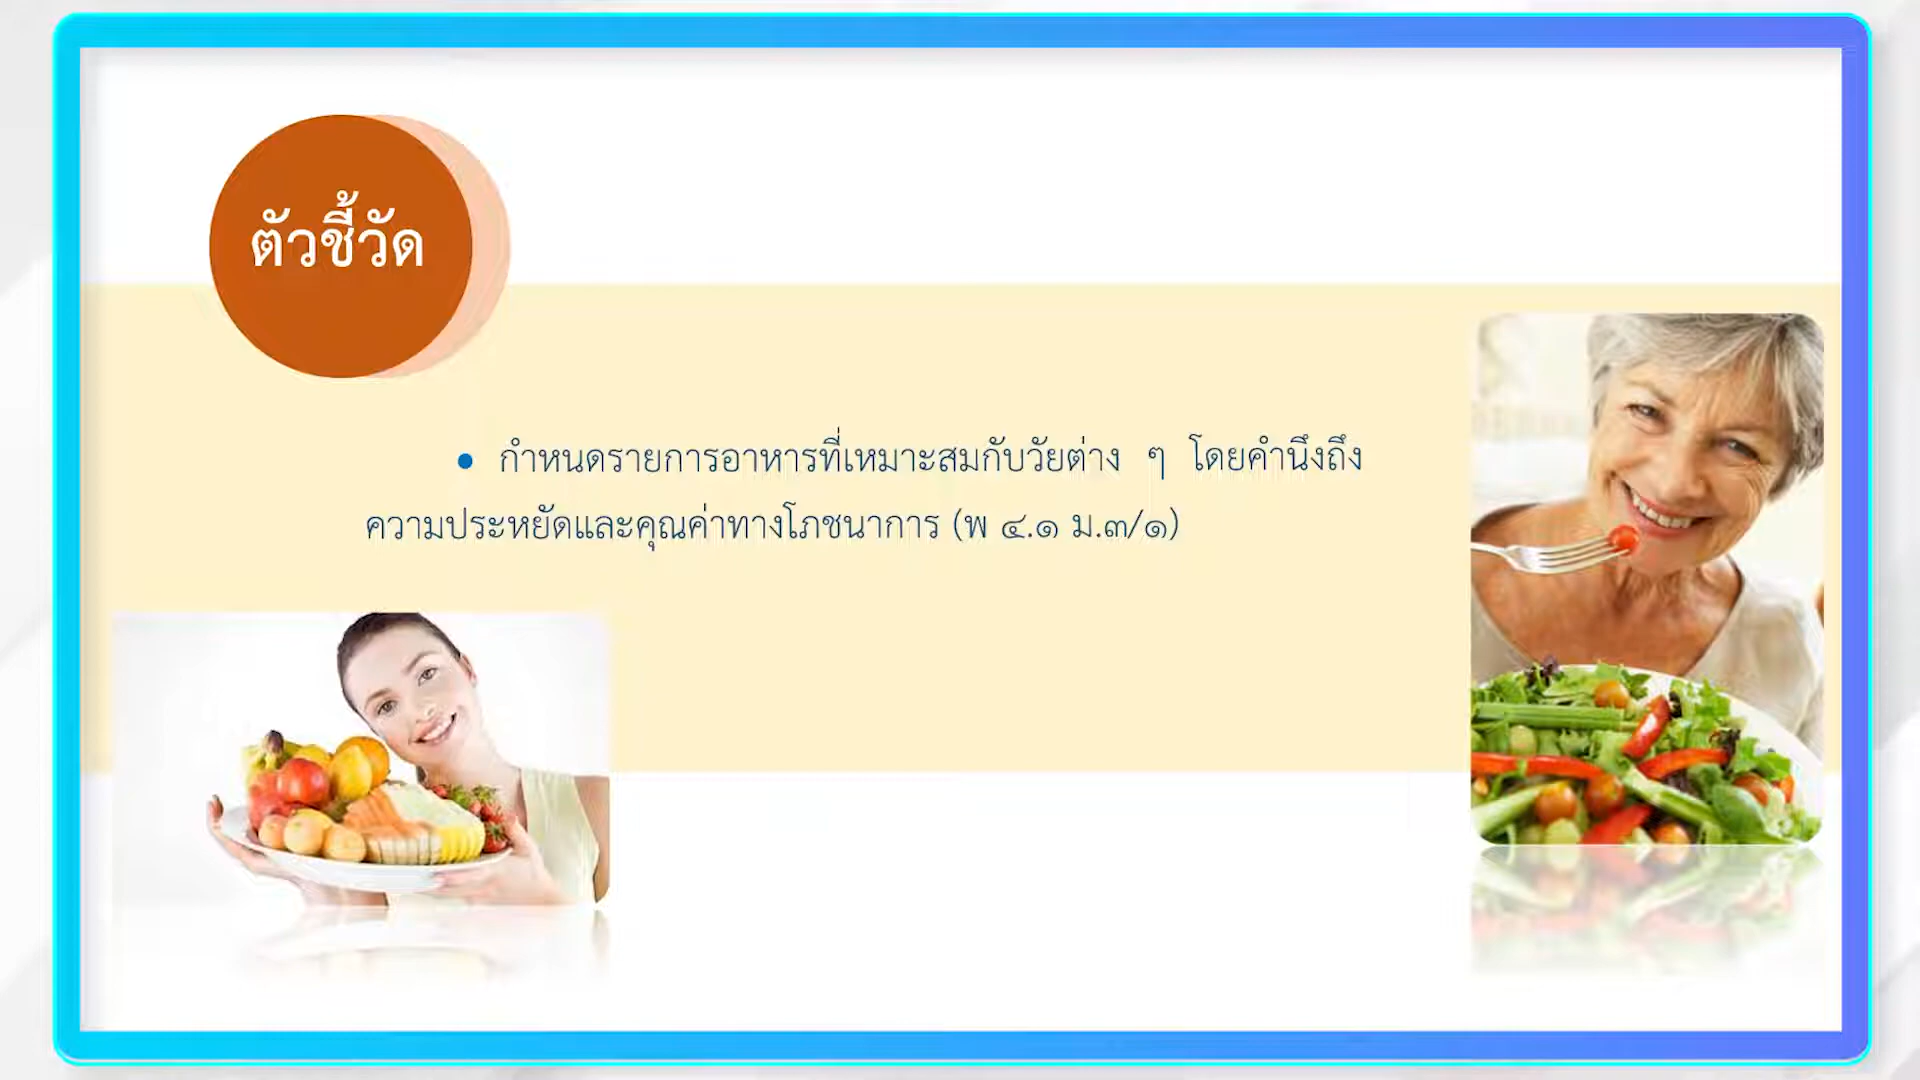 ตัวชี้วัด
• กำหนดรายการอาหารที่เหมาะสมกับวัยต่าง ๆ โดยคำนึงถึง
ความประหยัดและคุณค่าทางโภชนาการ (พ ๔.๑ ม.๓/๑)